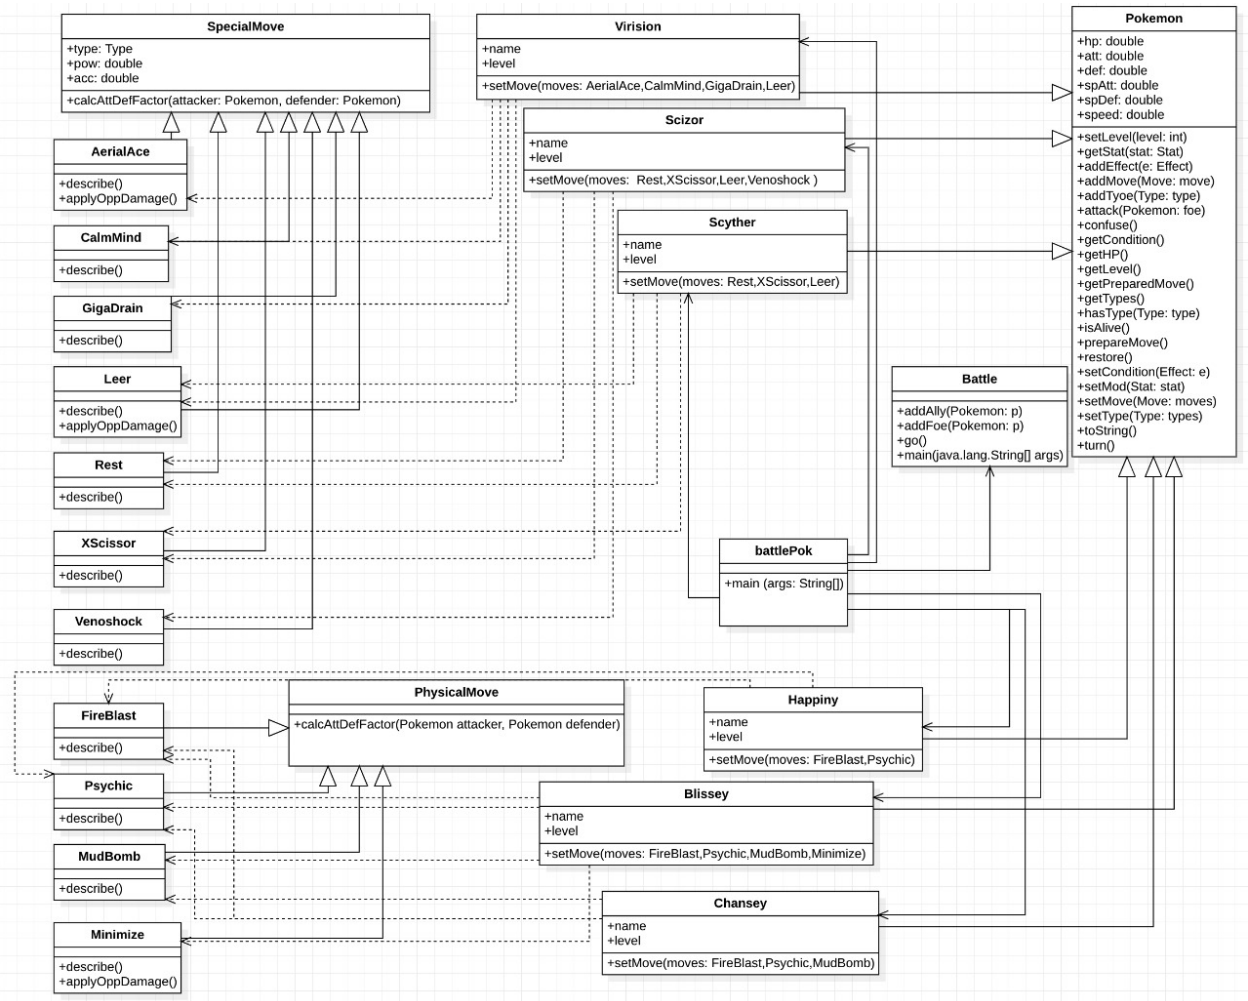 SpecialMove
+type: Type
+pow: double
+acc: double
+calcAttDefFactor(attacker: Pokemon, defender: Pokemon)
Virision
+name
+level
+setMove(moves: AerialAce,CalmMind,GigaDrain,Leer)
Pokemon
+hp: double
+att: double
+def: double
+spAtt: double
+spDef: double
+speed: double
+setLevel(level: int)
+getStat(stat: Stat)
+addEffect(e: Effect)
+addMove(Move: move)
+addTyoe(Type: type)
+attack(Pokemon: foe)
+confuse()
+getCondition()
+getHP()
+getLevel()
+getPreparedMove()
+getTypes()
+hasType(Type: type)
+isAlive()
+prepareMove()
+restore()
+setCondition(Effect: e)
+setMod(Stat: stat)
+setMove(Move: moves)
+setType(Type: types)
+toString()
+turn()
Scizor
+name
+level
+setMove(moves:  Rest,XScissor,Leer,Venoshock )
AerialAce
+describe()
+applyOppDamage()
Scyther
+name
+level
+setMove(moves: Rest,XScissor,Leer)
CalmMind
+describe()
GigaDrain
+describe()
Leer
+describe()
+applyOppDamage()
Battle
+addAlly(Pokemon: p)
+addFoe(Pokemon: p)
+go()
+main(java.lang.String[] args)
Rest
+describe()
XScissor
+describe()
battlePok
+main (args: String[])
Venoshock
+describe()
PhysicalMove
+calcAttDefFactor(Pokemon attacker, Pokemon defender)
Happiny
+name
+level
+setMove(moves: FireBlast,Psychic)
FireBlast
+describe()
Psychic
+describe()
Blissey
+name
+level
+setMove(moves: FireBlast,Psychic,MudBomb,Minimize)
MudBomb
+describe()
Chansey
+name
+level
+setMove(moves: FireBlast,Psychic,MudBomb)
Minimize
+describe()
+applyOppDamage()